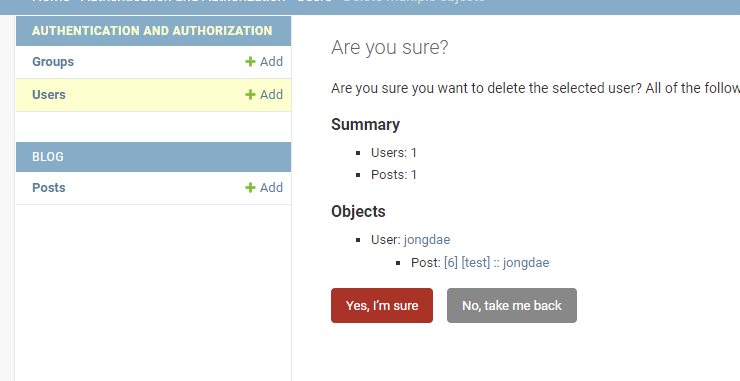 AUTHENTICATION AND AUTHORIZATION
Groups + Add
Users + Add
BLOG
Posts + Add
Are you sure?
Are you sure you want to delete the selected user? All of the follow
Summary
Users: 1
Posts: 1
Objects
User: jongdae
Post: [6] [test] :: jongdae
Yes, I'm sure
No, take me back